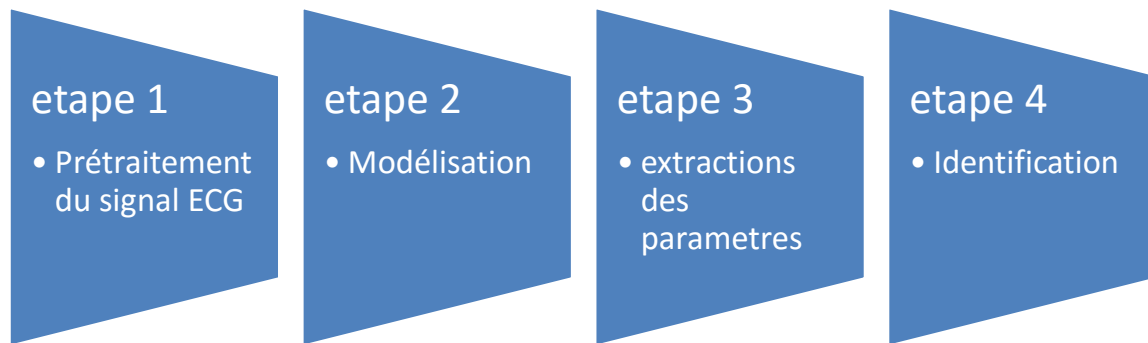 etape 1
• Prétraitement
du signal ECG
etape 2
• Modélisation
etape 3
• extractions
des
parametres
etape 4
• Identification